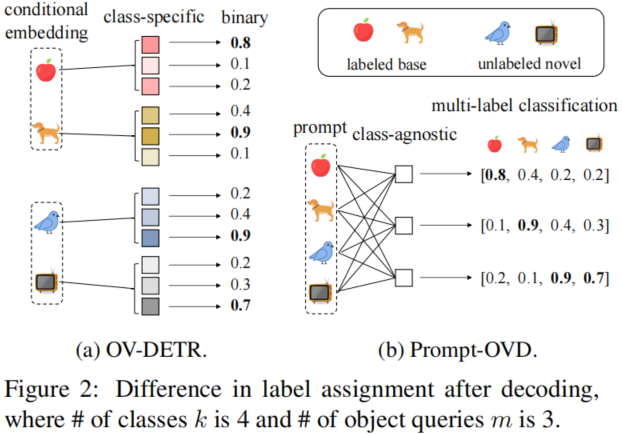 conditional
embedding
class-specific
binary
0.8
0.1
0.2
0.4
0.9
0.1
0.2
0.4
0.9
0.2
0.3
0.7
(a) OV-DETR.
labeled base
unlabeled novel
multi-label classification
prompt
class-agnostic
[0.8, 0.4, 0.2, 0.2]
[0.1, 0.9, 0.4, 0.3]
[0.2, 0.1, 0.9, 0.7]
(b) Prompt-OVD.
Figure 2: Difference in label assignment after decoding,
where # of classes k is 4 and # of object queries m is 3.